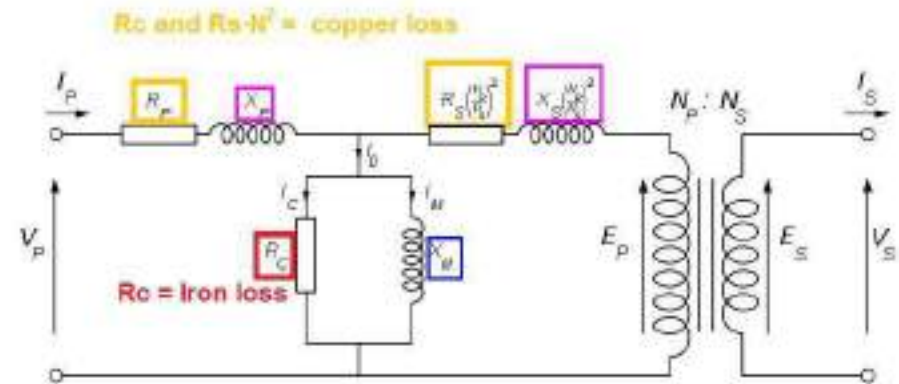 Rc and Rs·N² = copper loss
I_P
R_P
X_P
R_S(N_P/N_S)²
X_S(N_P/N_S)²
N_P : N_S
I_S
I_0
I_C
I_M
V_P
R_C
X_M
E_P
E_S
V_S
Rc = Iron loss